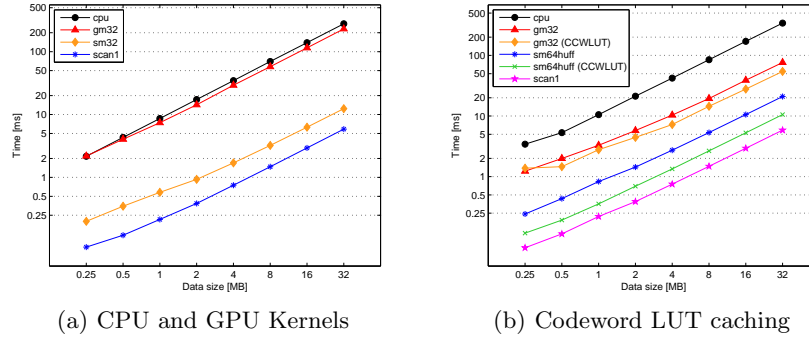 cpu
gm32
sm32
scan1
500
200
100
50
20
10
5
2
1
0.5
0.25
Time [ms]
0.25 0.5 1 2 4 8 16 32
Data size [MB]
(a) CPU and GPU Kernels
cpu
gm32
gm32 (CCWLUT)
sm64huff
sm64huff (CCWLUT)
scan1
500
200
100
50
20
10
5
2
1
0.5
0.25
Time [ms]
0.25 0.5 1 2 4 8 16 32
Data size [MB]
(b) Codeword LUT caching